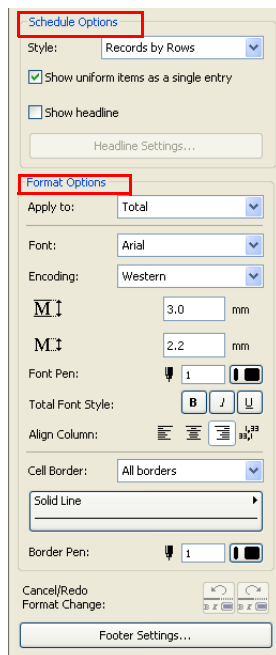 Schedule Options
Style: Records by Rows
Show uniform items as a single entry
Show headline
Headline Settings...
Format Options
Apply to: Total
Font: Arial
Encoding: Western
M 3.0 mm
M 2.2 mm
Font Pen: 1
Total Font Style: B I U
Align Column:
Cell Border: All borders
Solid Line
Border Pen: 1
Cancel/Redo
Format Change:
Footer Settings...